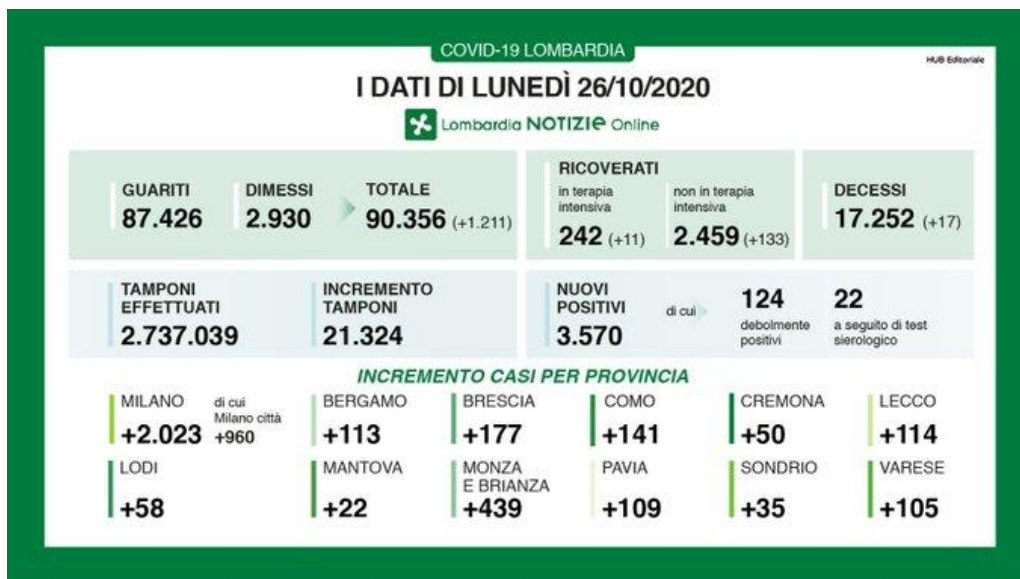 COVID-19 LOMBARDIA
HUB Editoriale
I DATI DI LUNEDÌ 26/10/2020
Lombardia NOTIZIE Online
GUARITI
87.426
DIMESSI
2.930
TOTALE
90.356 (+1.211)
RICOVERATI
in terapia
intensiva
242 (+11)
non in terapia
intensiva
2.459 (+133)
DECESSI
17.252 (+17)
TAMPONI
EFFETTUATI
2.737.039
INCREMENTO
TAMPONI
21.324
NUOVI
POSITIVI
3.570
di cui
124
debolmente
positivi
22
a seguito di test
sierologico
INCREMENTO CASI PER PROVINCIA
MILANO
+2.023
di cui
Milano città
+960
BERGAMO
+113
BRESCIA
+177
COMO
+141
CREMONA
+50
LECCO
+114
LODI
+58
MANTOVA
+22
MONZA
E BRIANZA
+439
PAVIA
+109
SONDRIO
+35
VARESE
+105